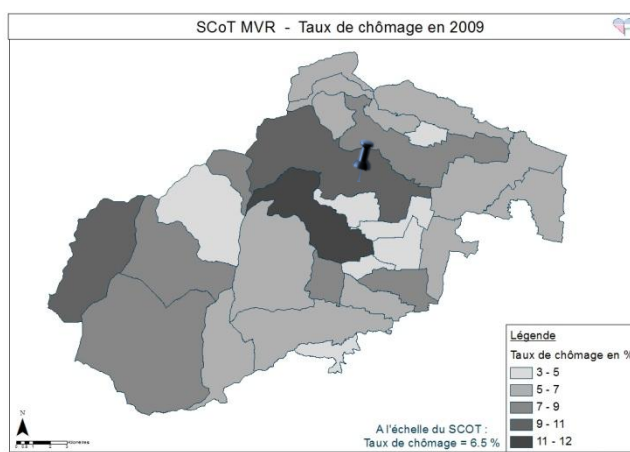 SCoT MVR - Taux de chômage en 2009
Légende
Taux de chômage en %
3 - 5
5 - 7
7 - 9
9 - 11
11 - 12
A l'échelle du SCOT :
Taux de chômage = 6.5 %
N